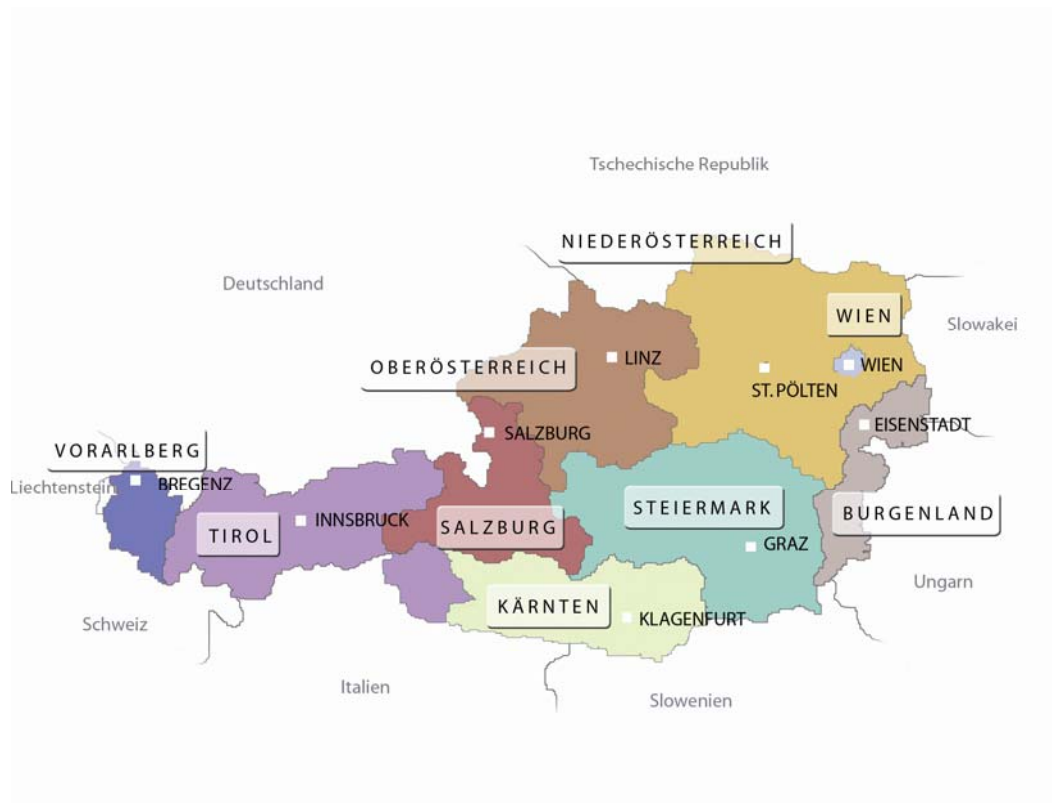 Tschechische Republik
NIEDERÖSTERREICH
Deutschland
WIEN
Slowakei
LINZ
WIEN
OBERÖSTERREICH
ST. PÖLTEN
EISENSTADT
SALZBURG
VORARLBERG
Liechtenstein
BREGENZ
STEIERMARK
BURGENLAND
INNSBRUCK
SALZBURG
TIROL
GRAZ
Ungarn
KÄRNTEN
KLAGENFURT
Schweiz
Italien
Slowenien